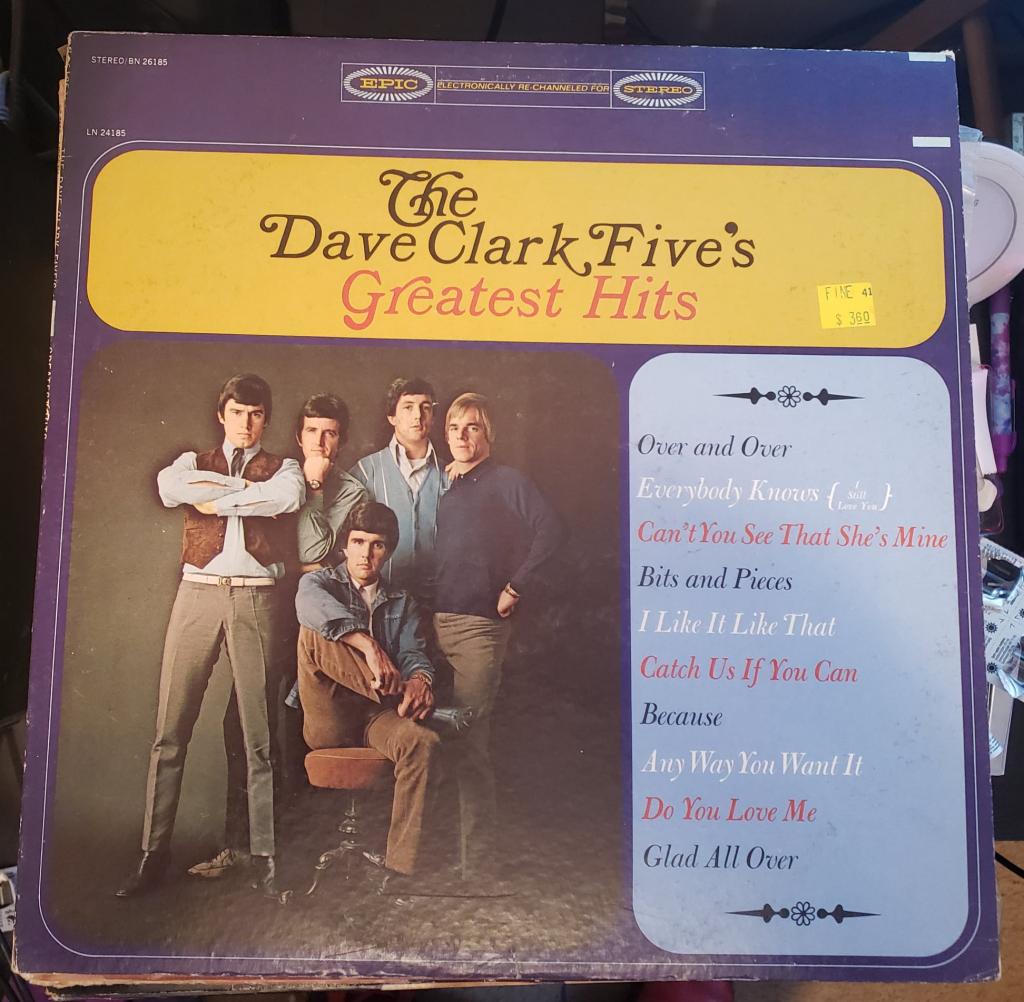 STEREO/BN 26185
EPIC ELECTRONICALLY RE-CHANNELED FOR STEREO
LN 24185
The
Dave Clark Five's
Greatest Hits
FINE 41
$ 360
Over and Over
Everybody Knows {I Still Love You}
Can't You See That She's Mine
Bits and Pieces
I Like It Like That
Catch Us If You Can
Because
Any Way You Want It
Do You Love Me
Glad All Over